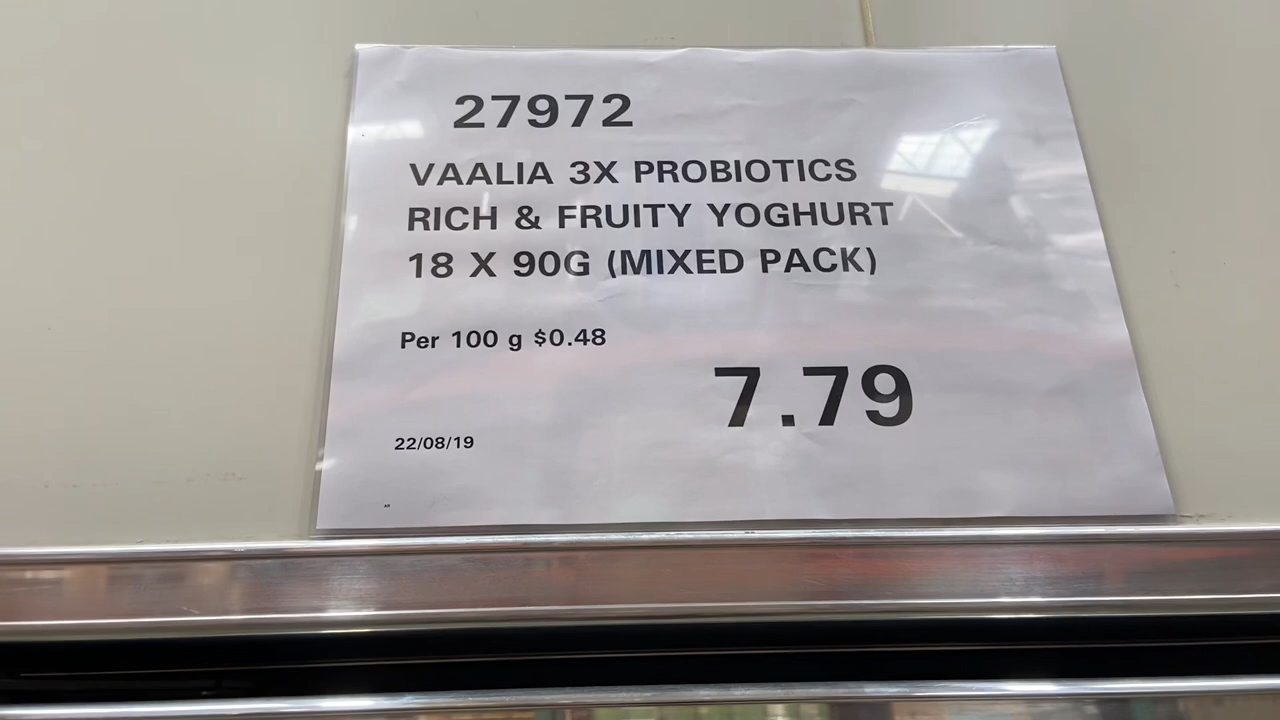 27972
VAALIA 3X PROBIOTICS
RICH & FRUITY YOGHURT
18 X 90G (MIXED PACK)
Per 100 g $0.48
7.79
22/08/19